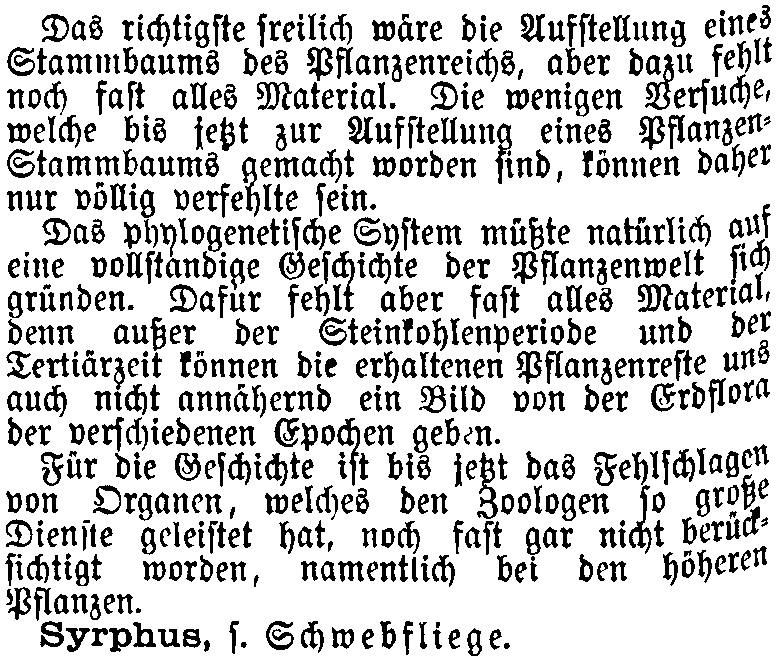 Das richtigste freilich wäre die Aufstellung eines
Stammbaums des Pflanzenreichs, aber dazu fehlt
noch fast alles Material. Die wenigen Versuche,
welche bis jetzt zur Aufstellung eines Pflanzen-
Stammbaums gemacht worden sind, können daher
nur völlig verfehlte sein.
Das phylogenetische System müßte natürlich auf
eine vollständige Geschichte der Pflanzenwelt sich
gründen. Dafür fehlt aber fast alles Material,
denn außer der Steinkohlenperiode und der
Tertiärzeit können die erhaltenen Pflanzenreste uns
auch nicht annähernd ein Bild von der Erdflora
der verschiedenen Epochen geben.
Für die Geschichte ist bis jetzt das Fehlschlagen
von Organen, welches den Zoologen so große
Dienste geleistet hat, noch fast gar nicht berück-
sichtigt worden, namentlich bei den höheren
Pflanzen.
Syrphus, s. Schwebfliege.